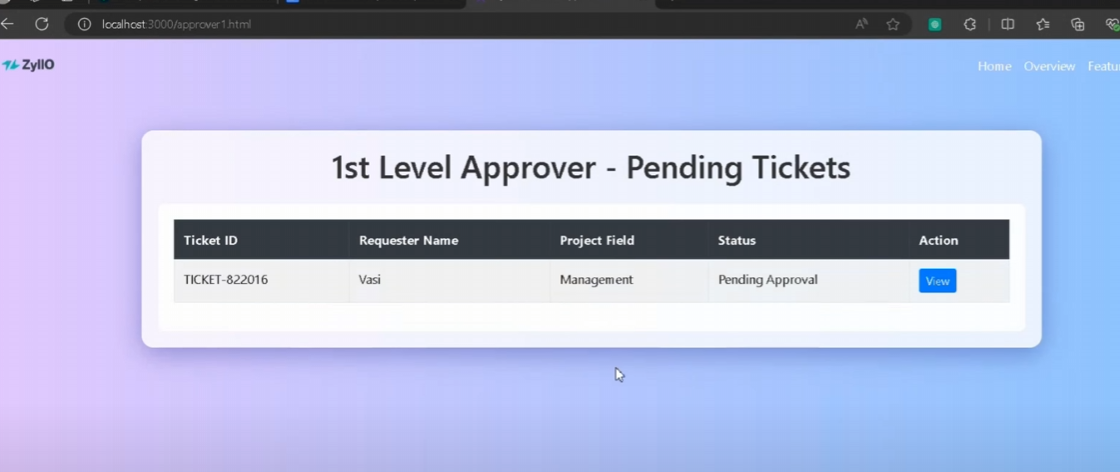 localhost:3000/approver1.html
ZyllO
Home Overview Featu
1st Level Approver - Pending Tickets
Ticket ID Requester Name Project Field Status Action
TICKET-822016 Vasi Management Pending Approval View